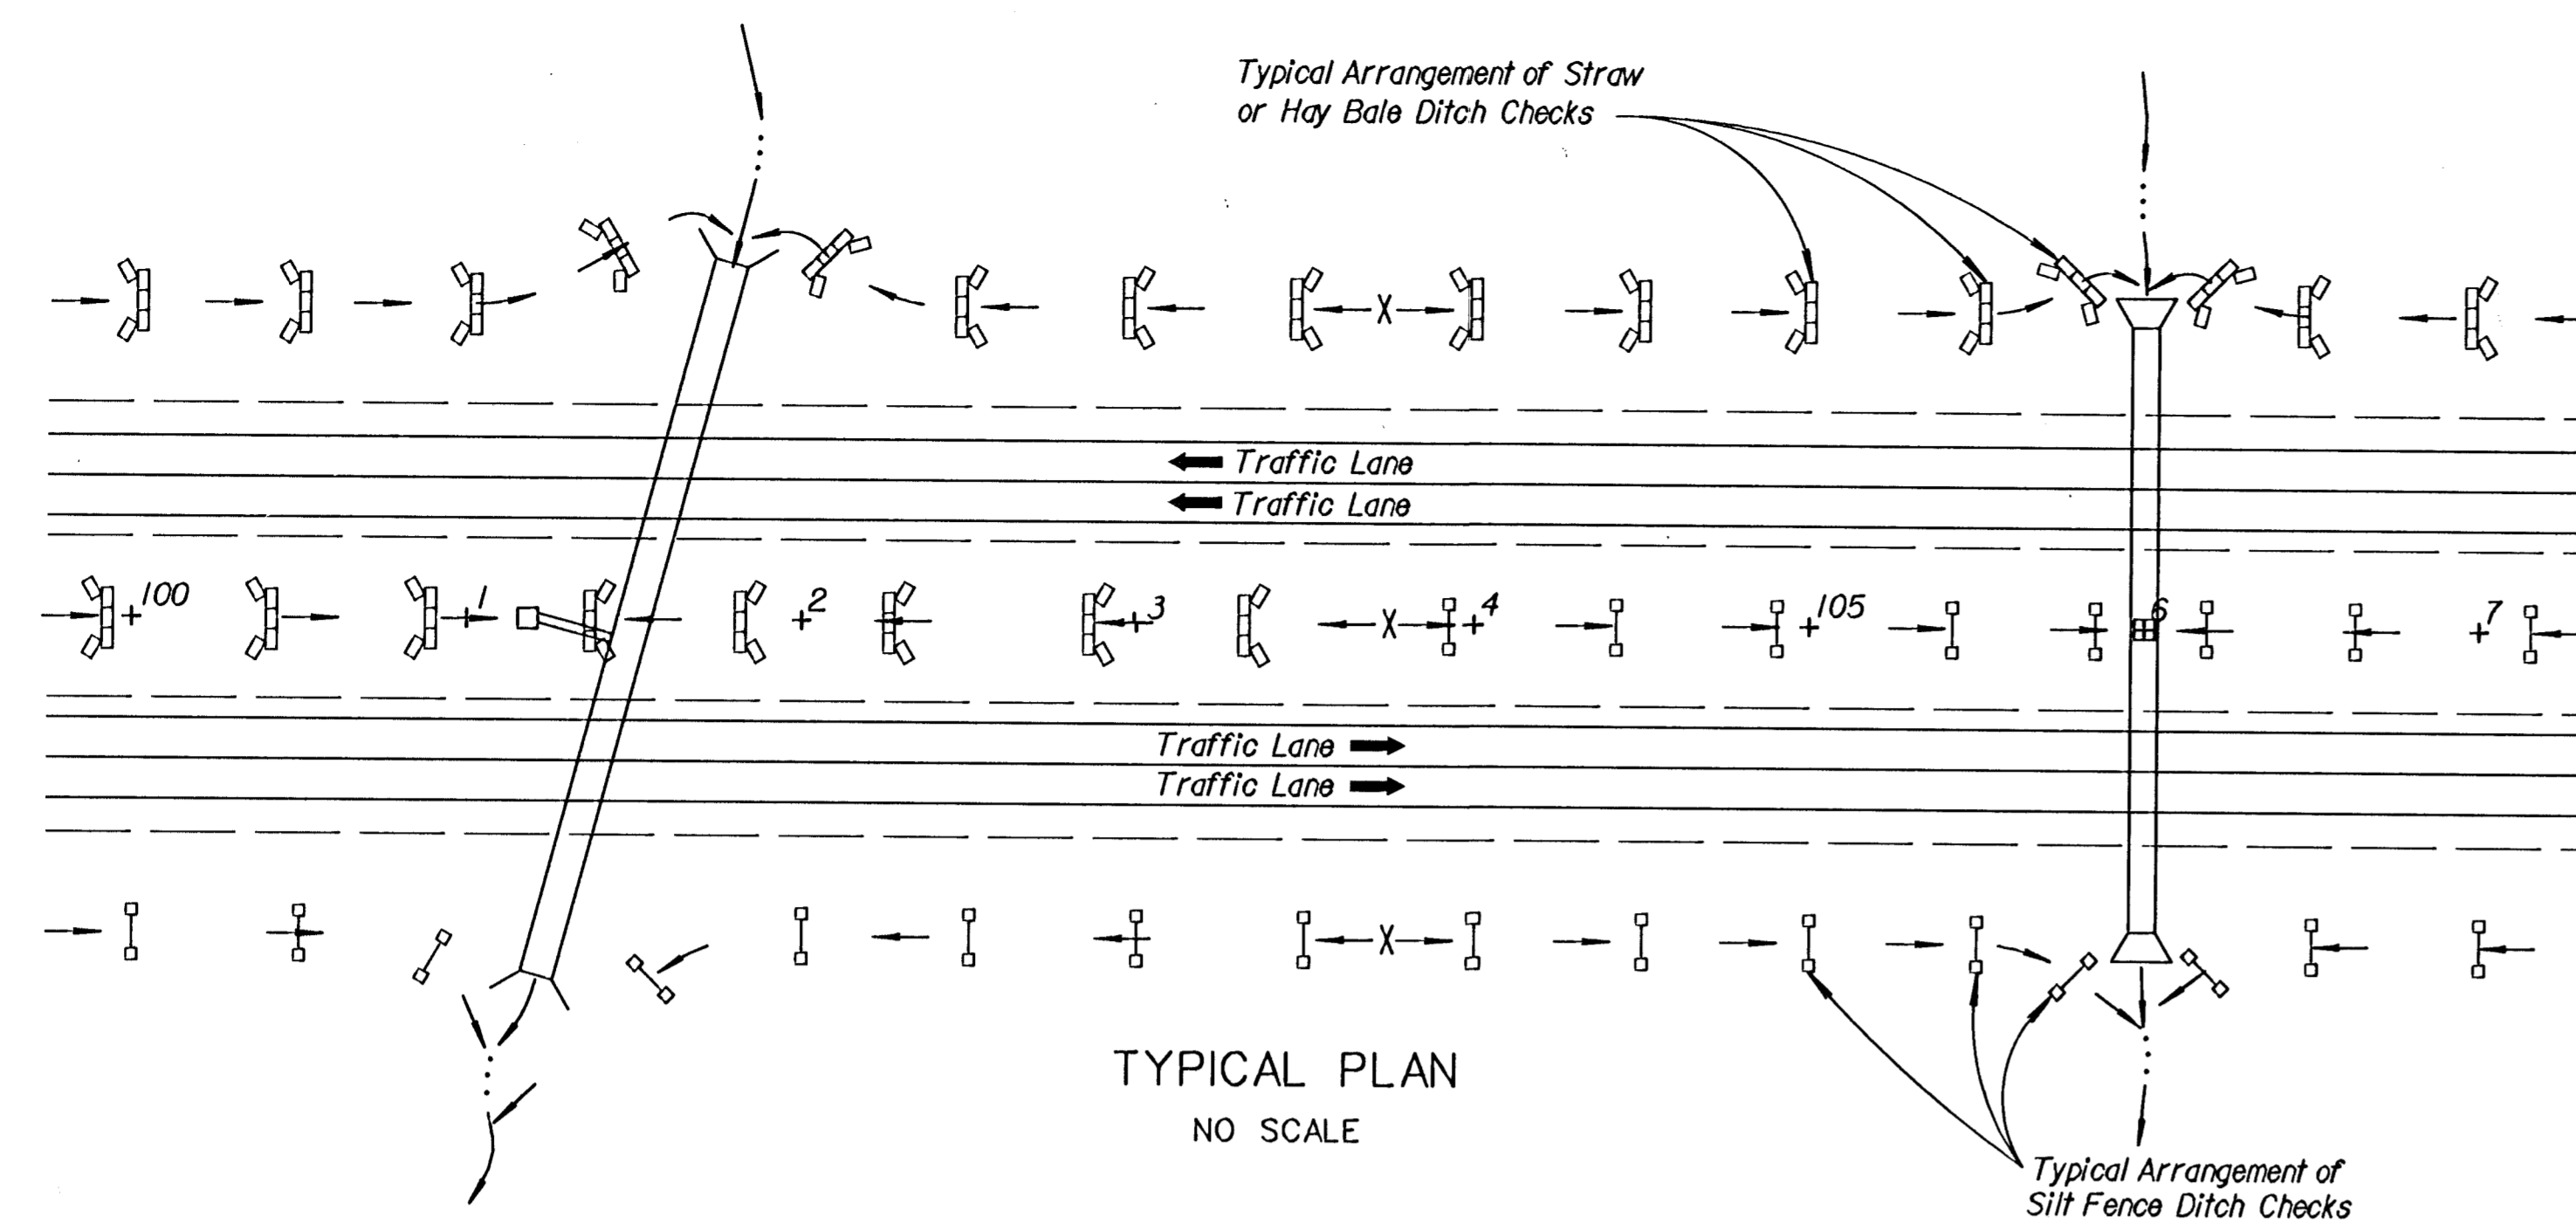 Typical Arrangement of Straw
or Hay Bale Ditch Checks
X
Traffic Lane
Traffic Lane
100
1
2
3
X
4
105
6
7
Traffic Lane
Traffic Lane
X
TYPICAL PLAN
NO SCALE
Typical Arrangement of
Silt Fence Ditch Checks